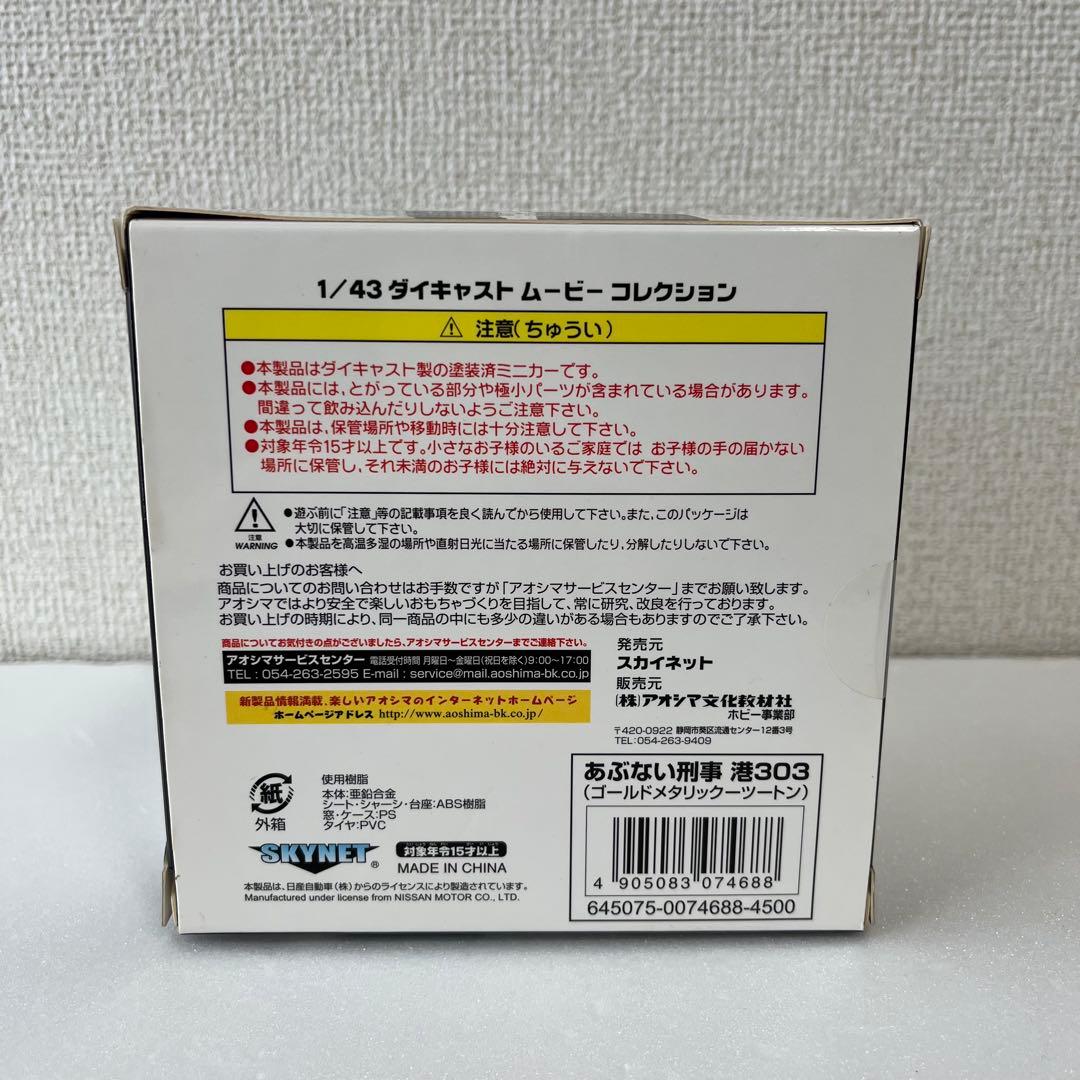 1/43 ダイキャスト ムービー コレクション
⚠ 注意(ちゅうい)
●本製品はダイキャスト製の塗装済ミニカーです。
●本製品には、とがっている部分や極小パーツが含まれている場合があります。
間違って飲み込んだりしないようご注意下さい。
●本製品は、保管場所や移動時には十分注意して下さい。
●対象年令15才以上です。小さなお子様のいるご家庭では お子様の手の届かない
場所に保管し、それ未満のお子様には絶対に与えないで下さい。
注意
WARNING
●遊ぶ前に「注意」等の記載事項を良く読んでから使用して下さい。また、このパッケージは
大切に保管して下さい。
●本製品を高温多湿の場所や直射日光に当たる場所に保管したり、分解したりしないで下さい。
お買い上げのお客様へ
商品についてのお問い合わせはお手数ですが「アオシマサービスセンター」までお願い致します。
アオシマではより安全で楽しいおもちゃづくりを目指して、常に研究、改良を行っております。
お買い上げの時期により、同一商品の中にも多少の違いがある場合もありますのでご了承下さい。
商品についてお気付きの点がございましたら、アオシマサービスセンターまでご連絡下さい。
アオシマサービスセンター 電話受付時間 月曜日~金曜日(祝日を除く)9:00~17:00
TEL : 054-263-2595 E-mail : service@mail.aoshima-bk.co.jp
新製品情報満載、楽しいアオシマのインターネットホームページ
ホームページアドレス http://www.aoshima-bk.co.jp/
発売元
スカイネット
販売元
(株)アオシマ文化教材社
ホビー事業部
〒420-0922 静岡市葵区流通センター12番3号
TEL:054-263-9409
紙
外箱
使用樹脂
本体:亜鉛合金
シート・シャーシ・台座:ABS樹脂
窓・ケース:PS
タイヤ:PVC
SKYNET®
対象年令15才以上
MADE IN CHINA
本製品は、日産自動車(株)からのライセンスにより製造されています。
Manufactured under license from NISSAN MOTOR CO., LTD.
あぶない刑事 港303
(ゴールドメタリックーツートン)
4 905083 074688
645075-0074688-4500